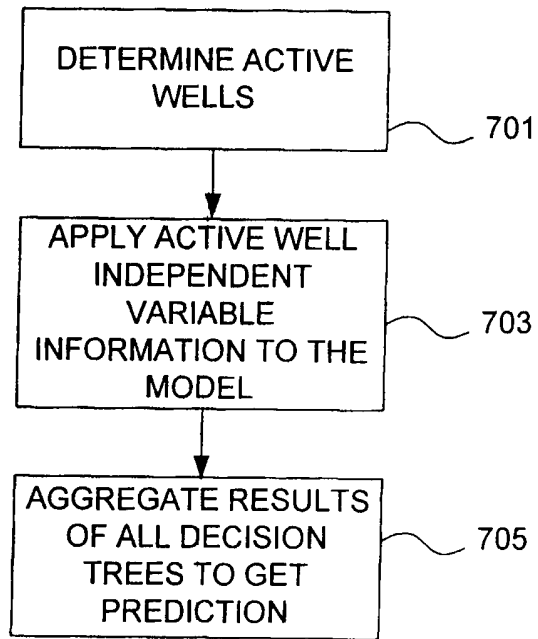 DETERMINE ACTIVE
WELLS
701
APPLY ACTIVE WELL
INDEPENDENT
VARIABLE
INFORMATION TO THE
MODEL
703
AGGREGATE RESULTS
OF ALL DECISION
TREES TO GET
PREDICTION
705